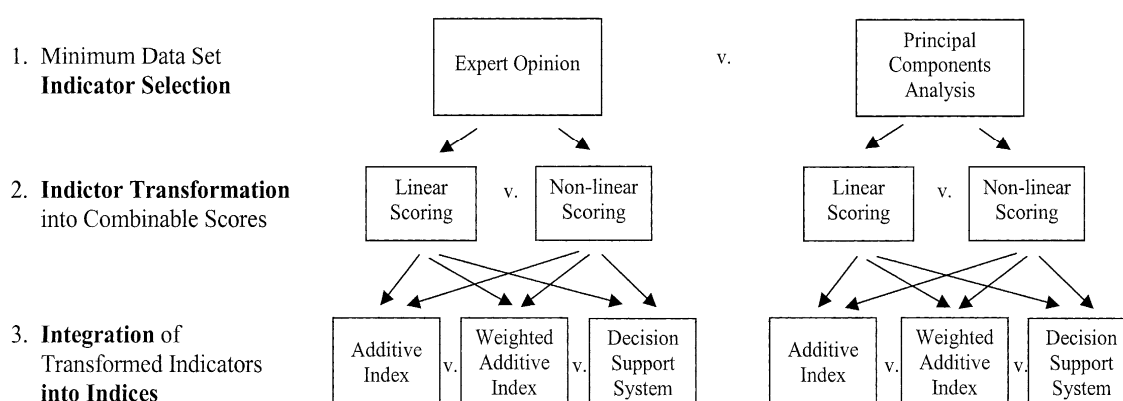 1. Minimum Data Set
Indicator Selection
Expert Opinion
v.
Principal
Components
Analysis
2. Indictor Transformation
into Combinable Scores
Linear
Scoring
v.
Non-linear
Scoring
Linear
Scoring
v.
Non-linear
Scoring
3. Integration of
Transformed Indicators
into Indices
Additive
Index
v.
Weighted
Additive
Index
v.
Decision
Support
System
Additive
Index
v.
Weighted
Additive
Index
v.
Decision
Support
System